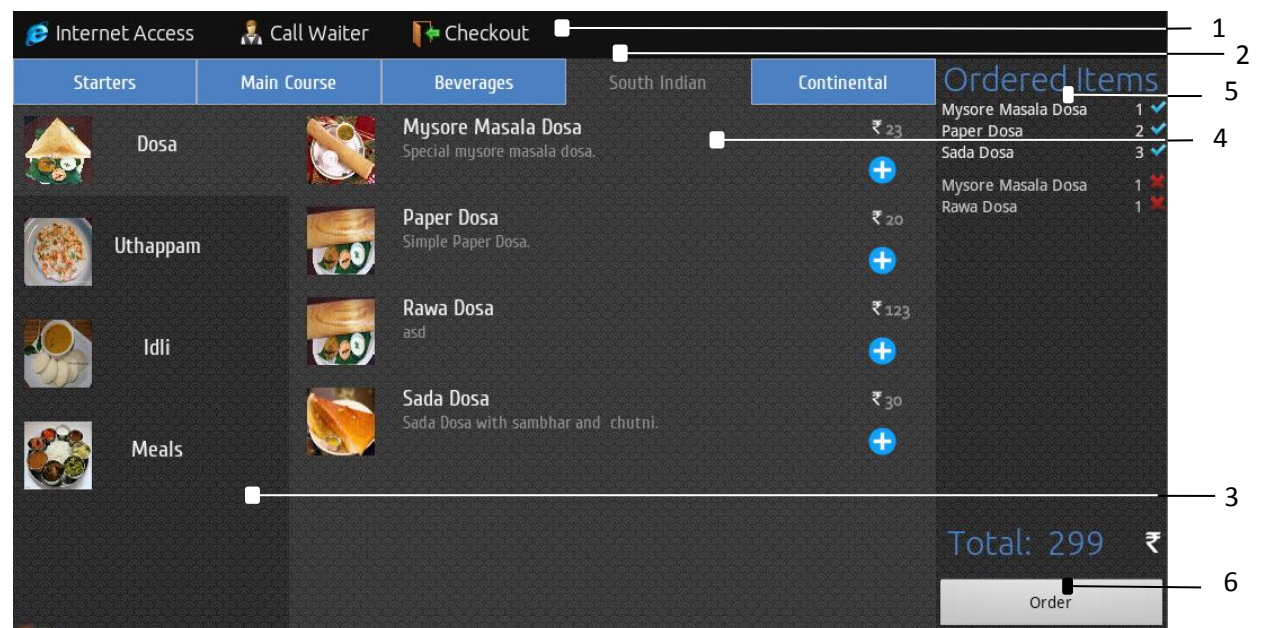 Internet Access Call Waiter Checkout
1
2
Starters Main Course Beverages South Indian Continental
Ordered Items
5
Mysore Masala Dosa 1
Paper Dosa 2
Sada Dosa 3
Mysore Masala Dosa 1
Rawa Dosa 1
4
Dosa
Uthappam
Idli
Meals
Mysore Masala Dosa ₹ 23
Special mysore masala dosa.
Paper Dosa ₹ 20
Simple Paper Dosa.
Rawa Dosa ₹ 123
asd
Sada Dosa ₹ 30
Sada Dosa with sambhar and chutni.
3
Total: 299 ₹
6
Order